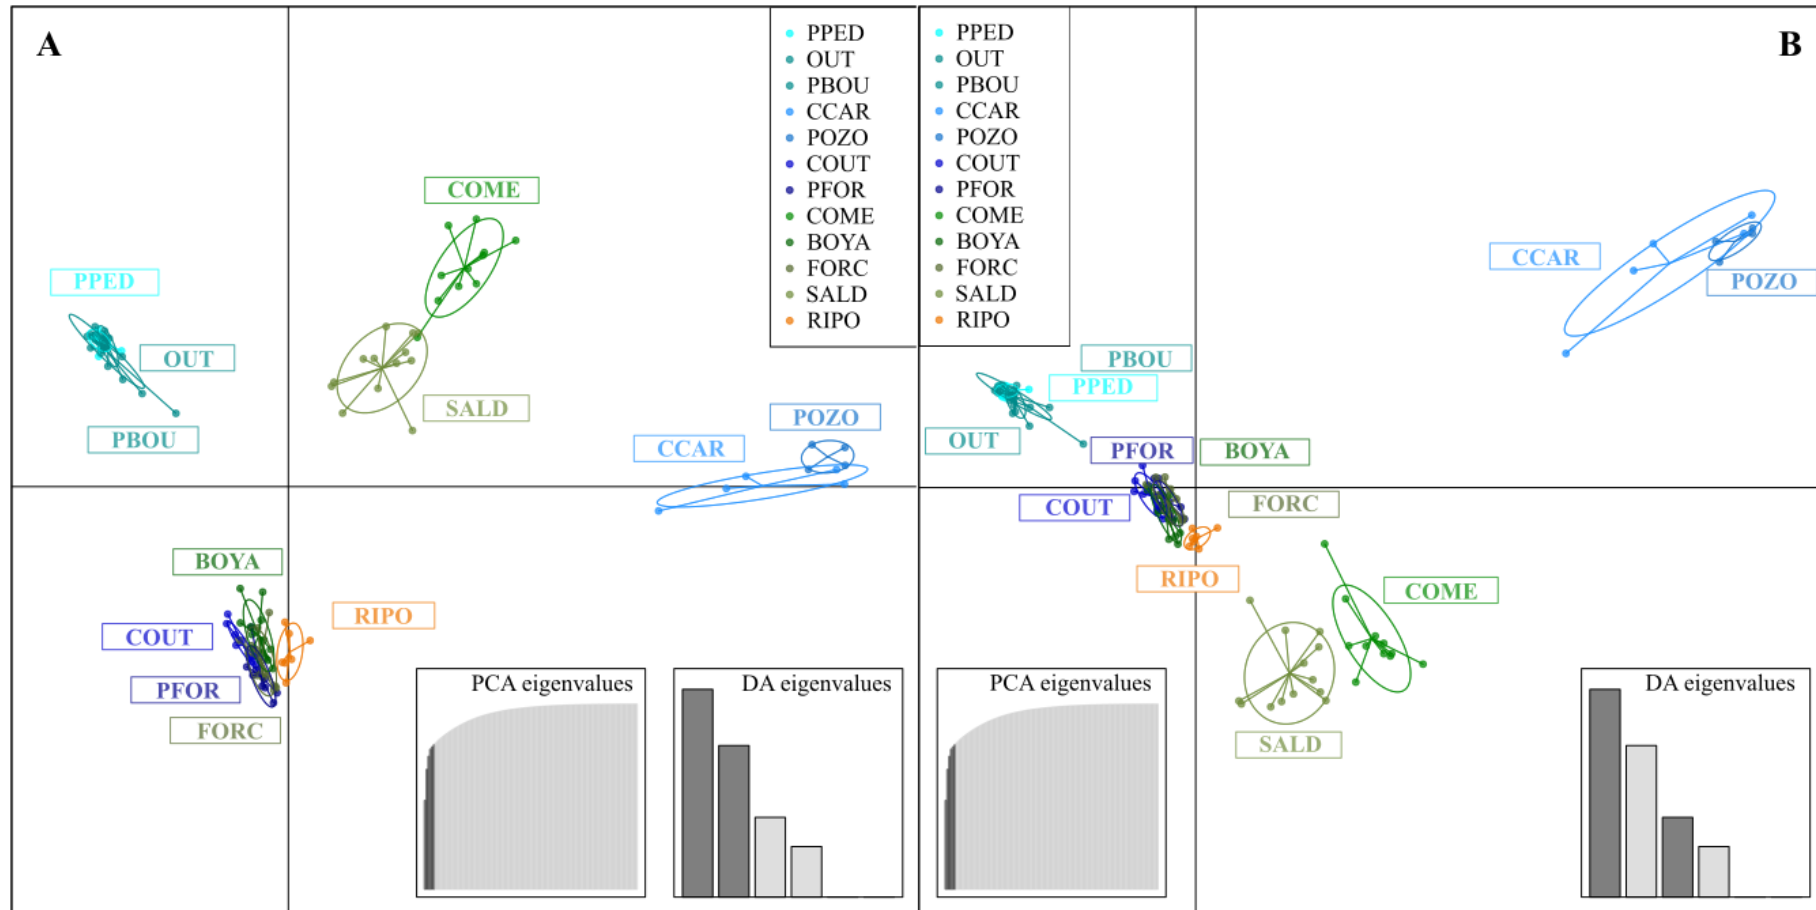 A
PPED
OUT
PBOU
CCAR
POZO
COUT
PFOR
COME
BOYA
FORC
SALD
RIPO
COME
PPED
OUT
PBOU
SALD
POZO
CCAR
BOYA
RIPO
COUT
PFOR
FORC
PCA eigenvalues
DA eigenvalues
B
PPED
OUT
PBOU
CCAR
POZO
COUT
PFOR
COME
BOYA
FORC
SALD
RIPO
CCAR
POZO
PBOU
PPED
OUT
PFOR
BOYA
COUT
FORC
RIPO
COME
SALD
PCA eigenvalues
DA eigenvalues